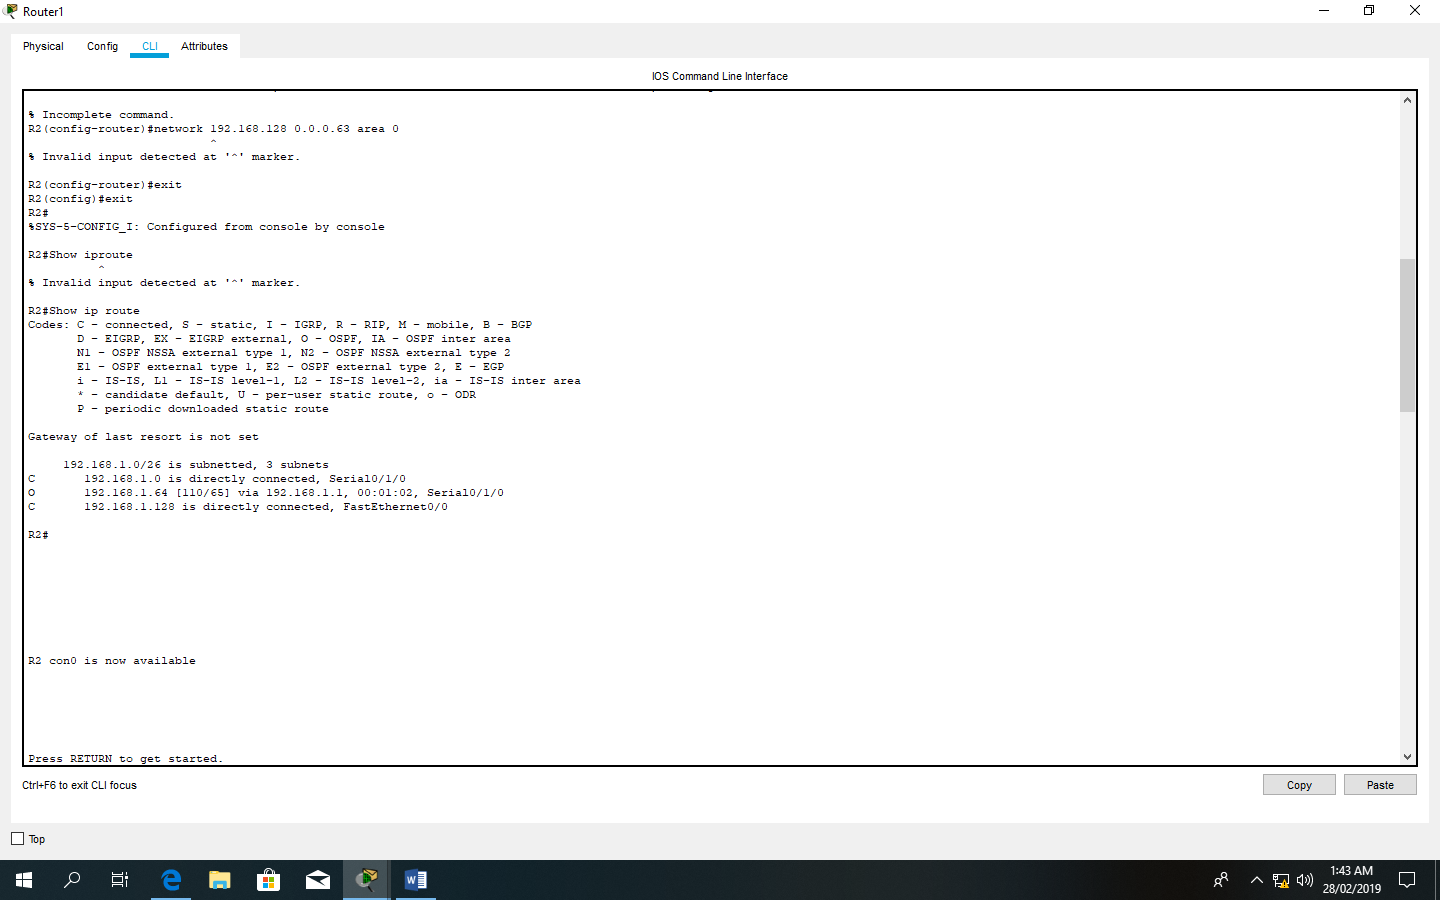 Router1
Physical Config CLI Attributes
IOS Command Line Interface
% Incomplete command.
R2(config-router)#network 192.168.128 0.0.0.63 area 0
^
% Invalid input detected at '^' marker.
R2(config-router)#exit
R2(config)#exit
R2#
%SYS-5-CONFIG_I: Configured from console by console
R2#Show iproute
^
% Invalid input detected at '^' marker.
R2#Show ip route
Codes: C - connected, S - static, I - IGRP, R - RIP, M - mobile, B - BGP
D - EIGRP, EX - EIGRP external, O - OSPF, IA - OSPF inter area
N1 - OSPF NSSA external type 1, N2 - OSPF NSSA external type 2
E1 - OSPF external type 1, E2 - OSPF external type 2, E - EGP
i - IS-IS, L1 - IS-IS level-1, L2 - IS-IS level-2, ia - IS-IS inter area
* - candidate default, U - per-user static route, o - ODR
P - periodic downloaded static route
Gateway of last resort is not set
192.168.1.0/26 is subnetted, 3 subnets
C 192.168.1.0 is directly connected, Serial0/1/0
O 192.168.1.64 [110/65] via 192.168.1.1, 00:01:02, Serial0/1/0
C 192.168.1.128 is directly connected, FastEthernet0/0
R2#
R2 con0 is now available
Press RETURN to get started.
Ctrl+F6 to exit CLI focus
Copy Paste
Top
1:43 AM
28/02/2019